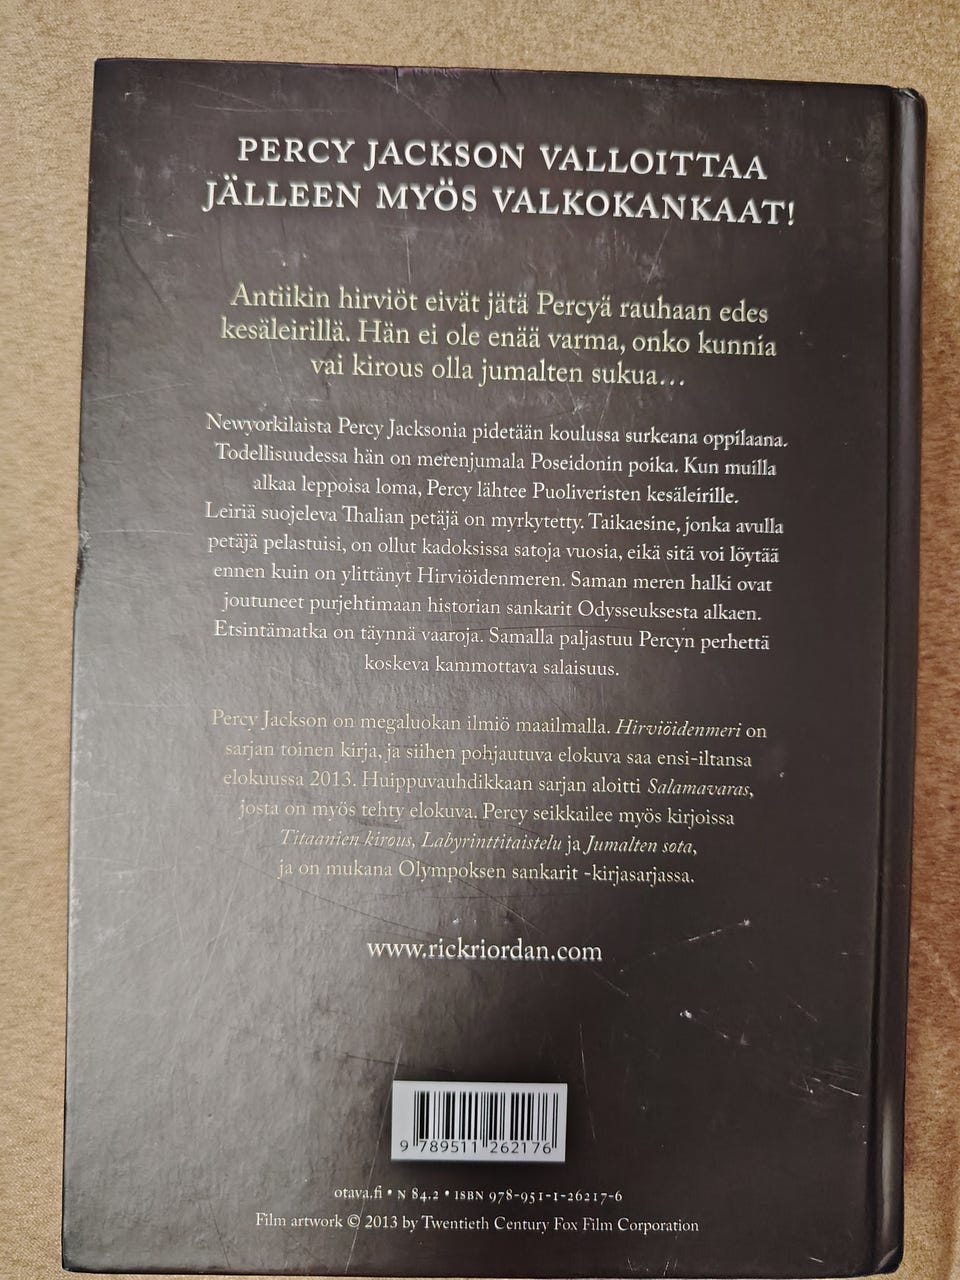 PERCY JACKSON VALLOITTAA
JÄLLEEN MYÖS VALKOKANKAAT!
Antiikin hirviöt eivät jätä Percyä rauhaan edes
kesäleirillä. Hän ei ole enää varma, onko kunnia
vai kirous olla jumalten sukua...
Newyorkilaista Percy Jacksonia pidetään koulussa surkeana oppilaana.
Todellisuudessa hän on merenjumala Poseidonin poika. Kun muilla
alkaa leppoisa loma, Percy lähtee Puoliveristen kesäleirille.
Leiriä suojeleva Thalian petäjä on myrkytetty. Taikaesine, jonka avulla
petäjä pelastuisi, on ollut kadoksissa satoja vuosia, eikä sitä voi löytää
ennen kuin on ylittänyt Hirviöidenmeren. Saman meren halki ovat
joutuneet purjehtimaan historian sankarit Odysseuksesta alkaen.
Etsintämatka on täynnä vaaroja. Samalla paljastuu Percyn perhettä
koskeva kammottava salaisuus.
Percy Jackson on megaluokan ilmiö maailmalla. Hirviöidenmeri on
sarjan toinen kirja, ja siihen pohjautuva elokuva saa ensi-iltansa
elokuussa 2013. Huippuvauhdikkaan sarjan aloitti Salamavaras,
josta on myös tehty elokuva. Percy seikkailee myös kirjoissa
Titaanien kirous, Labyrinttitaistelu ja Jumalten sota,
ja on mukana Olympoksen sankarit -kirjasarjassa.
www.rickriordan.com
9 789511 262176
otava.fi • N 84.2 • ISBN 978-951-1-26217-6
Film artwork © 2013 by Twentieth Century Fox Film Corporation